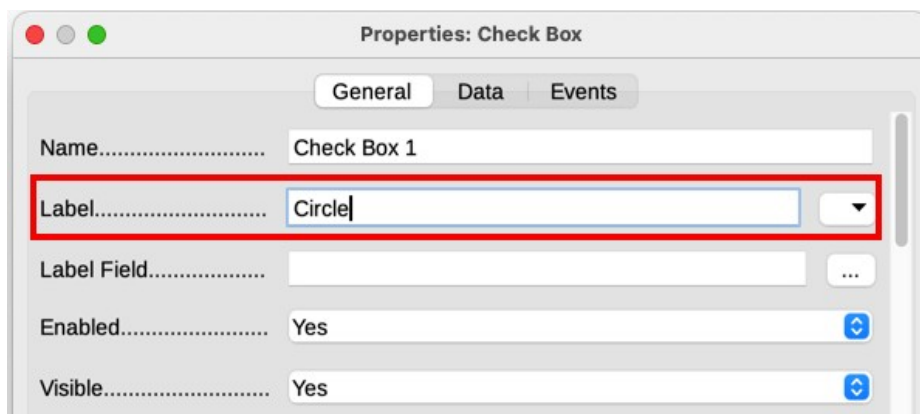 Properties: Check Box
General Data Events
Name........................... Check Box 1
Label............................ Circle
Label Field.................... ...
Enabled........................ Yes
Visible........................... Yes